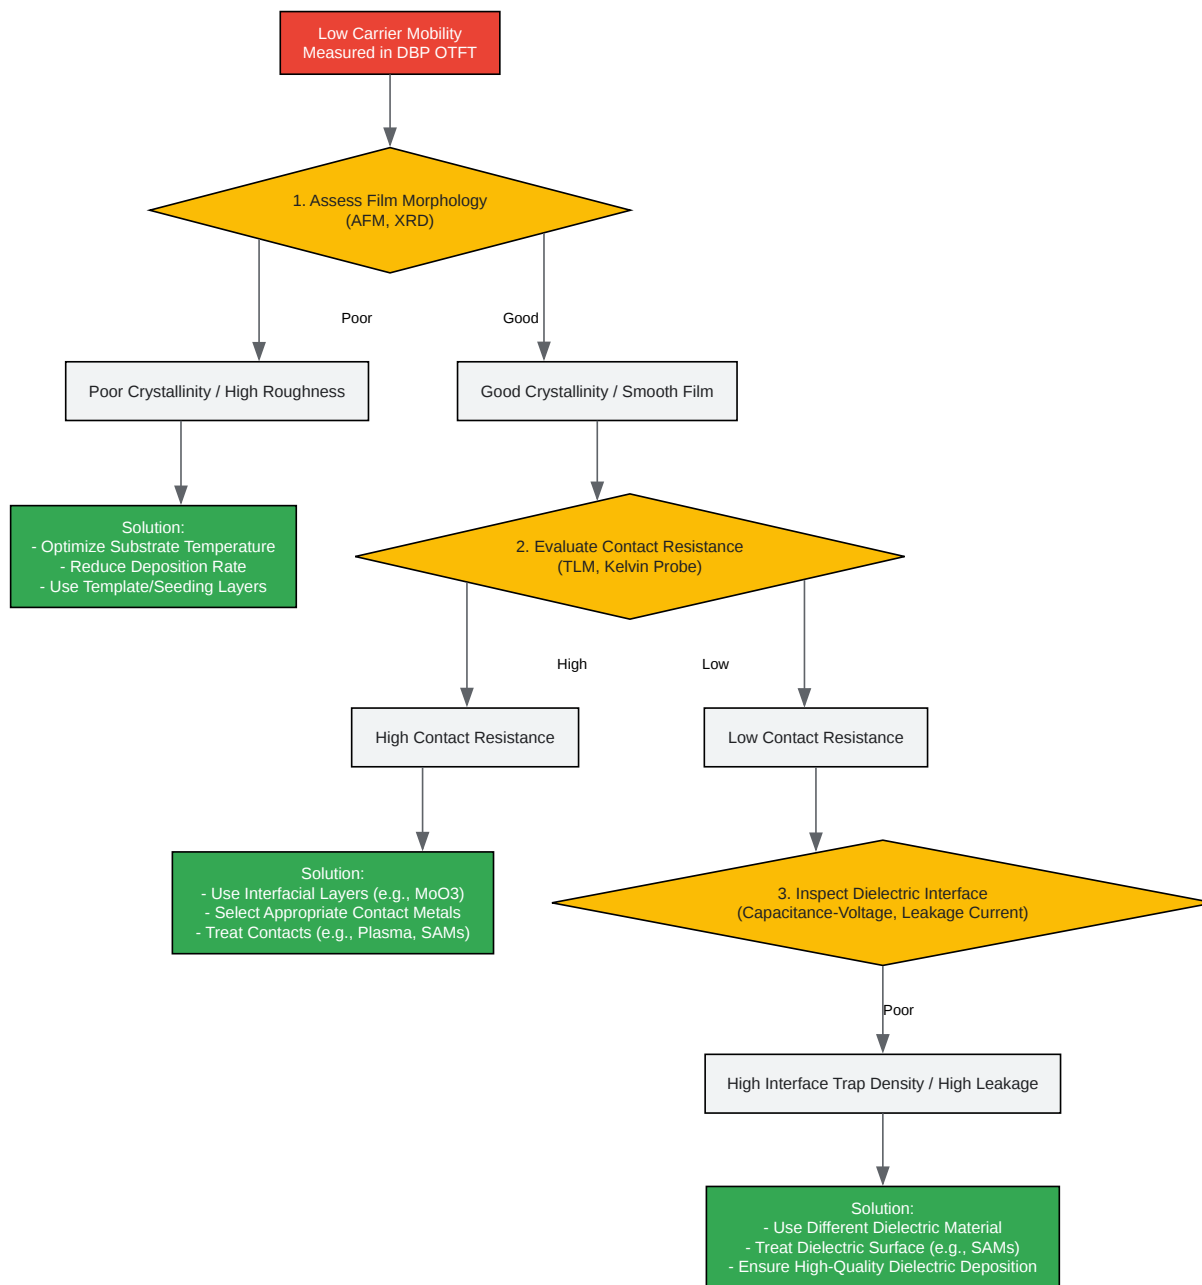 Low Carrier Mobility
Measured in DBP OTFT
1. Assess Film Morphology
(AFM, XRD)
Poor
Good
Poor Crystallinity / High Roughness
Good Crystallinity / Smooth Film
Solution:
- Optimize Substrate Temperature
- Reduce Deposition Rate
- Use Template/Seeding Layers
2. Evaluate Contact Resistance
(TLM, Kelvin Probe)
High
Low
High Contact Resistance
Low Contact Resistance
Solution:
- Use Interfacial Layers (e.g., MoO3)
- Select Appropriate Contact Metals
- Treat Contacts (e.g., Plasma, SAMs)
3. Inspect Dielectric Interface
(Capacitance-Voltage, Leakage Current)
Poor
High Interface Trap Density / High Leakage
Solution:
- Use Different Dielectric Material
- Treat Dielectric Surface (e.g., SAMs)
- Ensure High-Quality Dielectric Deposition